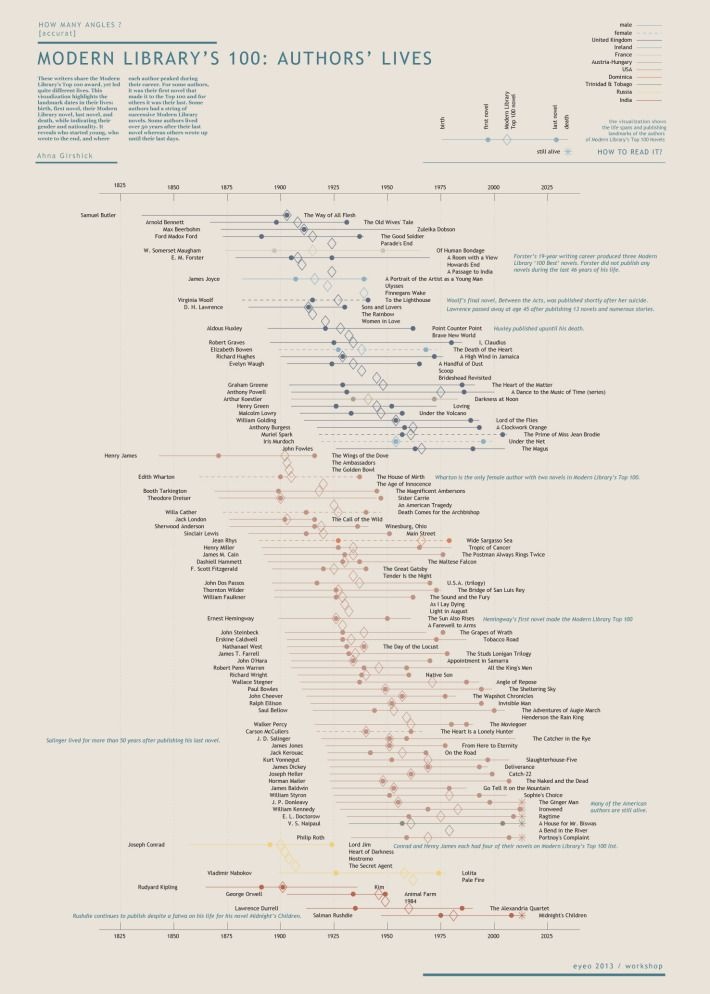 HOW MANY ANGLES ?
[accurat]
MODERN LIBRARY'S 100: AUTHORS' LIVES
These writers share the Modern
Library's Top 100 award, yet led
quite different lives. This
visualization highlights the
landmark dates in their lives:
birth, first novel, their Modern
Library novel, last novel, and
death, while indicating their
gender and nationality. It
reveals who started young, who
wrote to the end, and where
each author peaked during
their career. For some authors,
it was their first novel that
made it to the Top 100 and for
others it was their last. Some
authors had a string of
successive Modern Library
novels. Some authors lived
over 50 years after their last
novel whereas others wrote up
until their last days.
Ahna Girshick
male
female
United Kingdom
Ireland
France
Austria-Hungary
USA
Dominica
Trinidad & Tobago
Russia
India
birth
first novel
Modern Library
Top 100 novel
last novel
death
still alive
the visualization shows
the life spans and publishing
landmarks of the authors
of Modern Library's Top 100 Novels
HOW TO READ IT?
1825 1850 1875 1900 1925 1950 1975 2000 2025
Samuel Butler The Way of All Flesh
Arnold Bennett The Old Wives' Tale
Max Beerbohm Zuleika Dobson
Ford Madox Ford The Good Soldier
Parade's End
W. Somerset Maugham Of Human Bondage
E. M. Forster A Room with a View
Howards End
A Passage to India
Forster's 19-year writing career produced three Modern
Library '100 Best' novels. Forster did not publish any
novels during the last 46 years of his life.
James Joyce A Portrait of the Artist as a Young Man
Ulysses
Finnegans Wake
Virginia Woolf To the Lighthouse
Woolf's final novel, Between the Acts, was published shortly after her suicide.
D. H. Lawrence Sons and Lovers
The Rainbow
Women in Love
Lawrence passed away at age 45 after publishing 13 novels and numerous stories.
Aldous Huxley Point Counter Point
Brave New World
Huxley published upuntil his death.
Robert Graves I, Claudius
Elizabeth Bowen The Death of the Heart
Richard Hughes A High Wind in Jamaica
Evelyn Waugh A Handful of Dust
Scoop
Brideshead Revisited
Graham Greene The Heart of the Matter
Anthony Powell A Dance to the Music of Time (series)
Arthur Koestler Darkness at Noon
Henry Green Loving
Malcolm Lowry Under the Volcano
William Golding Lord of the Flies
Anthony Burgess A Clockwork Orange
Muriel Spark The Prime of Miss Jean Brodie
Iris Murdoch Under the Net
John Fowles The Magus
Henry James The Wings of the Dove
The Ambassadors
The Golden Bowl
Edith Wharton The House of Mirth
The Age of Innocence
Wharton is the only female author with two novels in Modern Library's Top 100.
Booth Tarkington The Magnificent Ambersons
Theodore Dreiser Sister Carrie
An American Tragedy
Willa Cather Death Comes for the Archbishop
Jack London The Call of the Wild
Sherwood Anderson Winesburg, Ohio
Sinclair Lewis Main Street
Jean Rhys Wide Sargasso Sea
Henry Miller Tropic of Cancer
James M. Cain The Postman Always Rings Twice
Dashiell Hammett The Maltese Falcon
F. Scott Fitzgerald The Great Gatsby
Tender Is the Night
John Dos Passos U.S.A. (trilogy)
Thornton Wilder The Bridge of San Luis Rey
William Faulkner The Sound and the Fury
As I Lay Dying
Light in August
Ernest Hemingway The Sun Also Rises
A Farewell to Arms
Hemingway's first novel made the Modern Library Top 100
John Steinbeck The Grapes of Wrath
Erskine Caldwell Tobacco Road
Nathanael West The Day of the Locust
James T. Farrell The Studs Lonigan Trilogy
John O'Hara Appointment in Samarra
Robert Penn Warren All the King's Men
Richard Wright Native Son
Wallace Stegner Angle of Repose
Paul Bowles The Sheltering Sky
John Cheever The Wapshot Chronicles
Ralph Ellison Invisible Man
Saul Bellow The Adventures of Augie March
Henderson the Rain King
Walker Percy The Moviegoer
Carson McCullers The Heart is a Lonely Hunter
J. D. Salinger The Catcher in the Rye
Salinger lived for more than 50 years after publishing his last novel.
James Jones From Here to Eternity
Jack Kerouac On the Road
Kurt Vonnegut Slaughterhouse-Five
James Dickey Deliverance
Joseph Heller Catch-22
Norman Mailer The Naked and the Dead
James Baldwin Go Tell It on the Mountain
William Styron Sophie's Choice
J. P. Donleavy The Ginger Man
William Kennedy Ironweed
E. L. Doctorow Ragtime
Many of the American
authors are still alive.
V. S. Naipaul A House for Mr. Biswas
A Bend in the River
Philip Roth Portnoy's Complaint
Joseph Conrad Lord Jim
Heart of Darkness
Nostromo
The Secret Agent
Conrad and Henry James each had four of their novels on Modern Library's Top 100 list.
Vladimir Nabokov Lolita
Pale Fire
Rudyard Kipling Kim
George Orwell Animal Farm
1984
Lawrence Durrell The Alexandria Quartet
Rushdie continues to publish despite a fatwa on his life for his novel Midnight's Children.
Salman Rushdie Midnight's Children
1825 1850 1875 1900 1925 1950 1975 2000 2025
eyeo 2013 / workshop